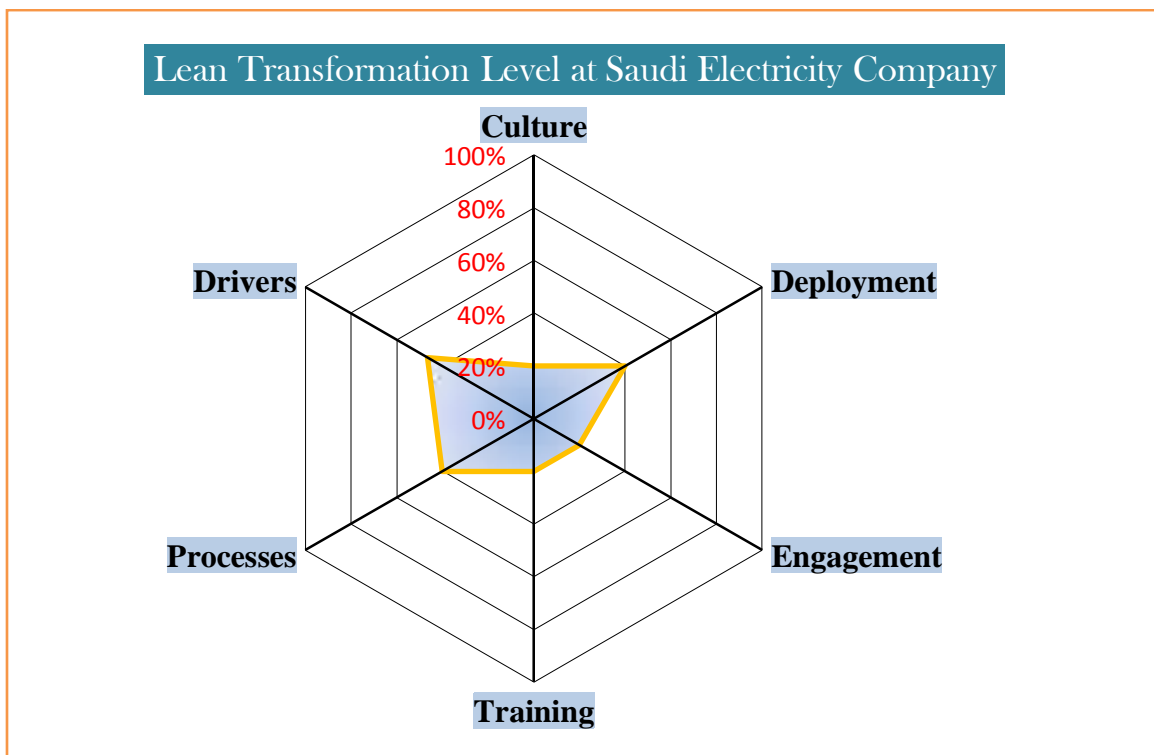 Lean Transformation Level at Saudi Electricity Company
Culture
100%
80%
60%
40%
20%
0%
Drivers
Deployment
Processes
Engagement
Training